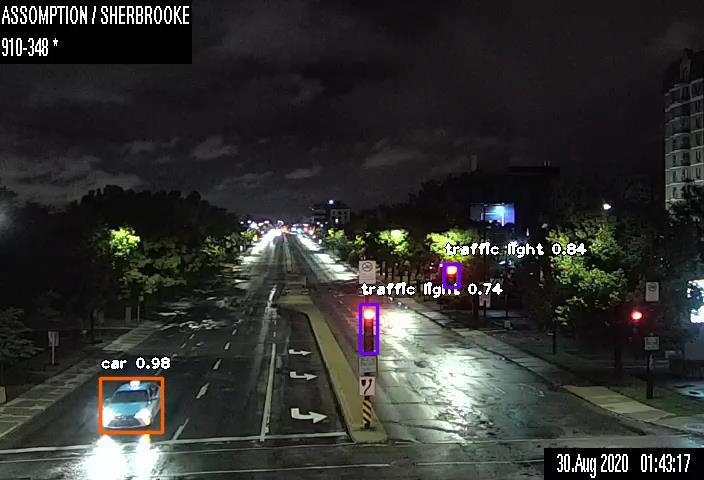 ASSOMPTION / SHERBROOKE
910-348 *
traffic light 0.84
traffic light 0.74
car 0.98
30.Aug 2020 01:43:17